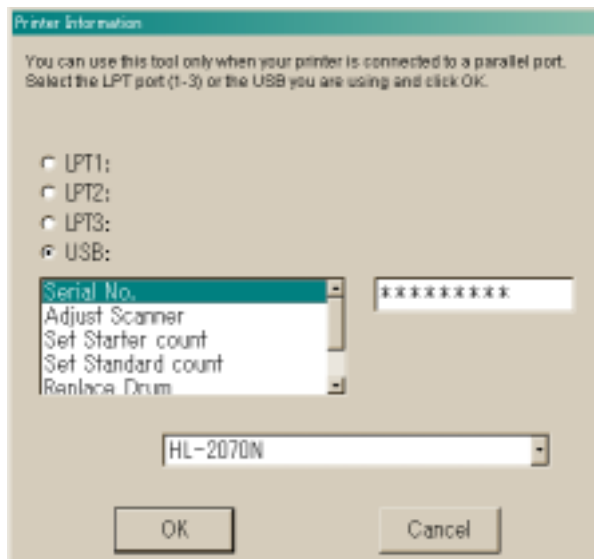 Printer Information
You can use this tool only when your printer is connected to a parallel port.
Select the LPT port (1-3) or the USB you are using and click OK.
LPT1:
LPT2:
LPT3:
USB:
Serial No.
*********
Adjust Scanner
Set Starter count
Set Standard count
Replace Drum
HL-2070N
OK
Cancel